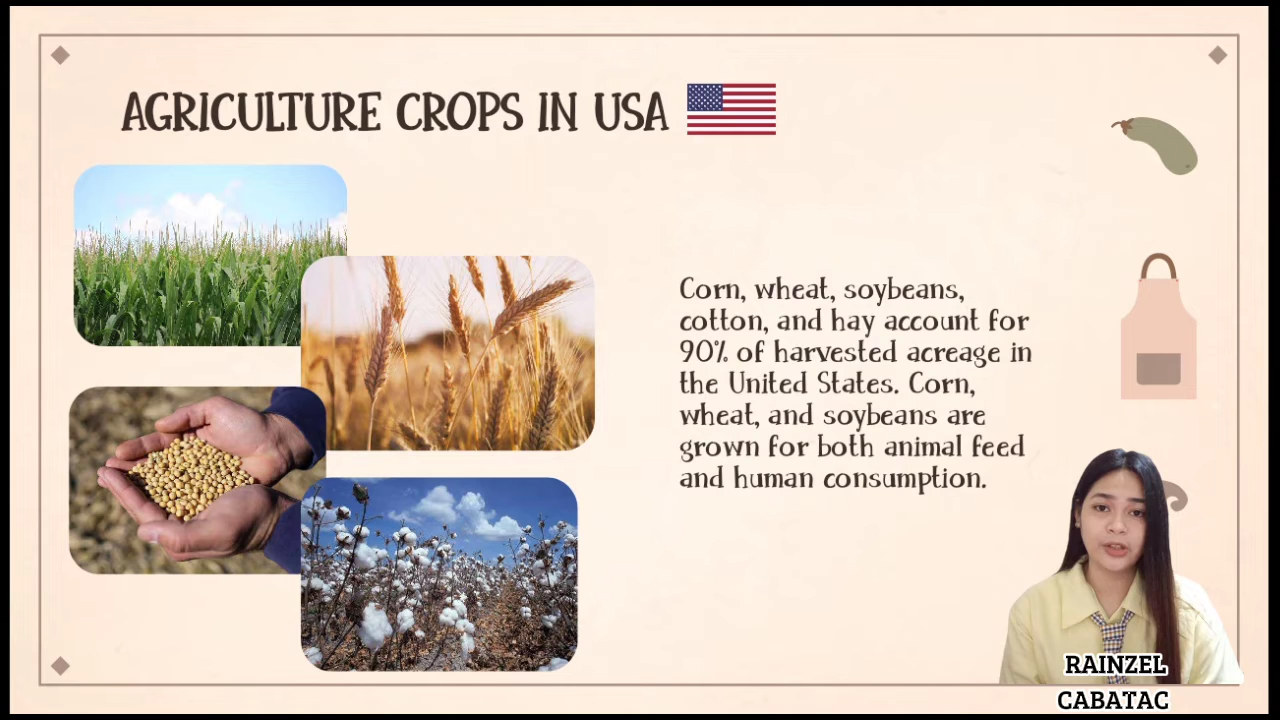 AGRICULTURE CROPS IN USA
Corn, wheat, soybeans,
cotton, and hay account for
90% of harvested acreage in
the United States. Corn,
wheat, and soybeans are
grown for both animal feed
and human consumption.
RAINZEL
CABATAC